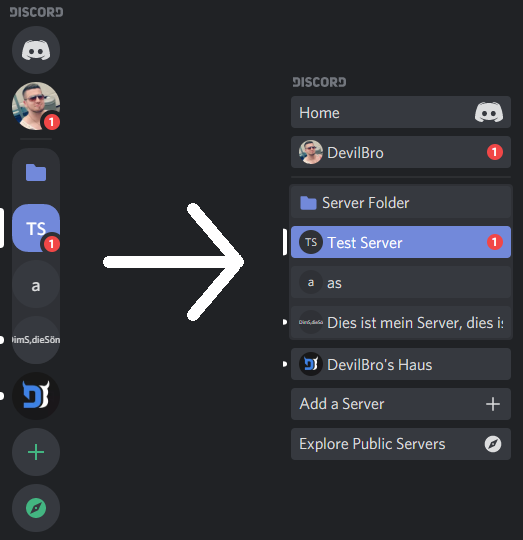 DISCORD
1
TS
1
a
DimS,dieSön
DISCORD
Home
DevilBro 1
Server Folder
TS Test Server 1
a as
DimS,dieSö Dies ist mein Server, dies is
DevilBro's Haus
Add a Server
Explore Public Servers